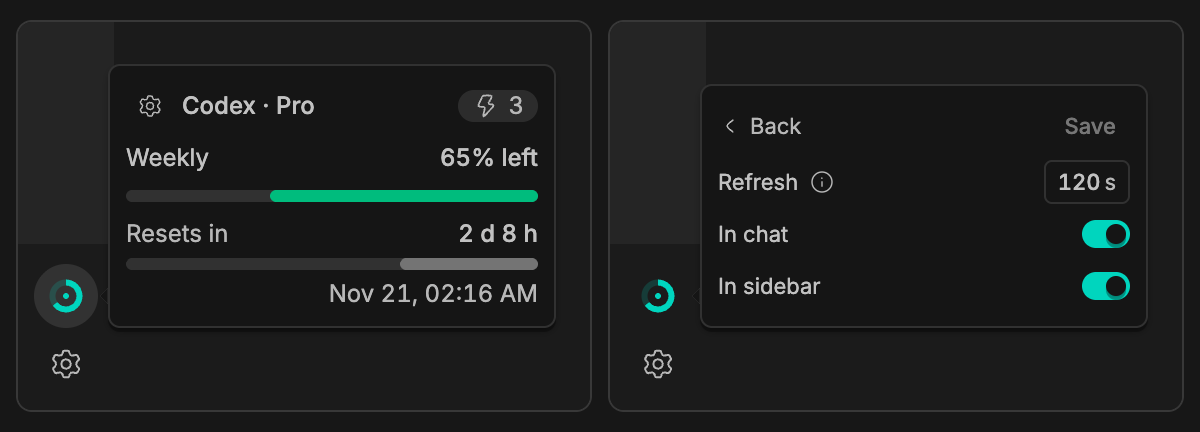 Codex · Pro
3
Weekly
65% left
Resets in
2 d 8 h
Nov 21, 02:16 AM
Back
Save
Refresh
120 s
In chat
In sidebar